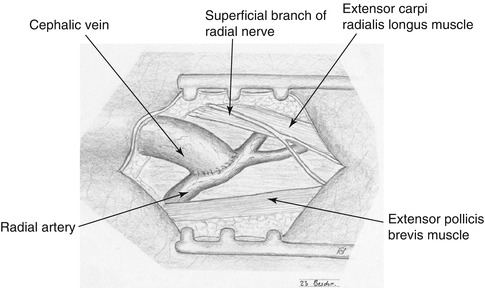 Cephalic vein
Superficial branch of
radial nerve
Extensor carpi
radialis longus muscle
Radial artery
Extensor pollicis
brevis muscle